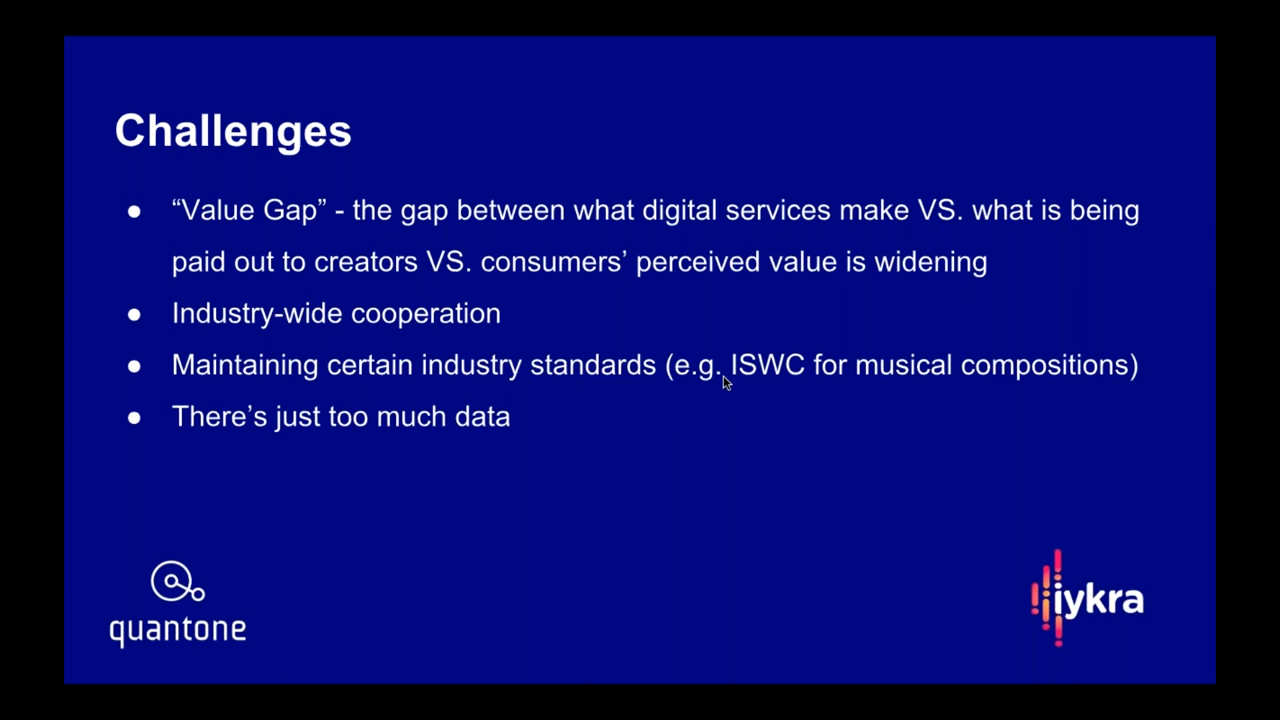 Challenges
● “Value Gap” - the gap between what digital services make VS. what is being
paid out to creators VS. consumers’ perceived value is widening
● Industry-wide cooperation
● Maintaining certain industry standards (e.g. ISWC for musical compositions)
● There’s just too much data
quantone
iykra